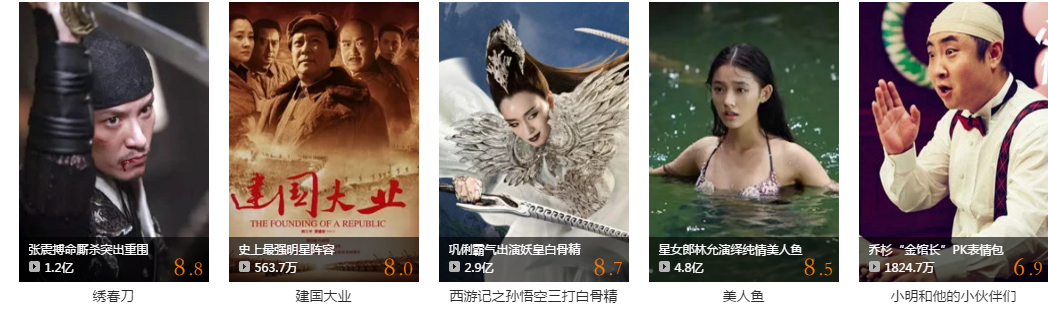 张震搏命厮杀突出重围
1.2亿
8.8
绣春刀
建国大业
THE FOUNDING OF A REPUBLIC
史上最强明星阵容
563.7万
8.0
建国大业
巩俐霸气出演妖皇白骨精
2.9亿
8.7
西游记之孙悟空三打白骨精
星女郎林允演绎纯情美人鱼
4.8亿
8.5
美人鱼
乔杉“金馆长”PK表情包
1824.7万
6.9
小明和他的小伙伴们